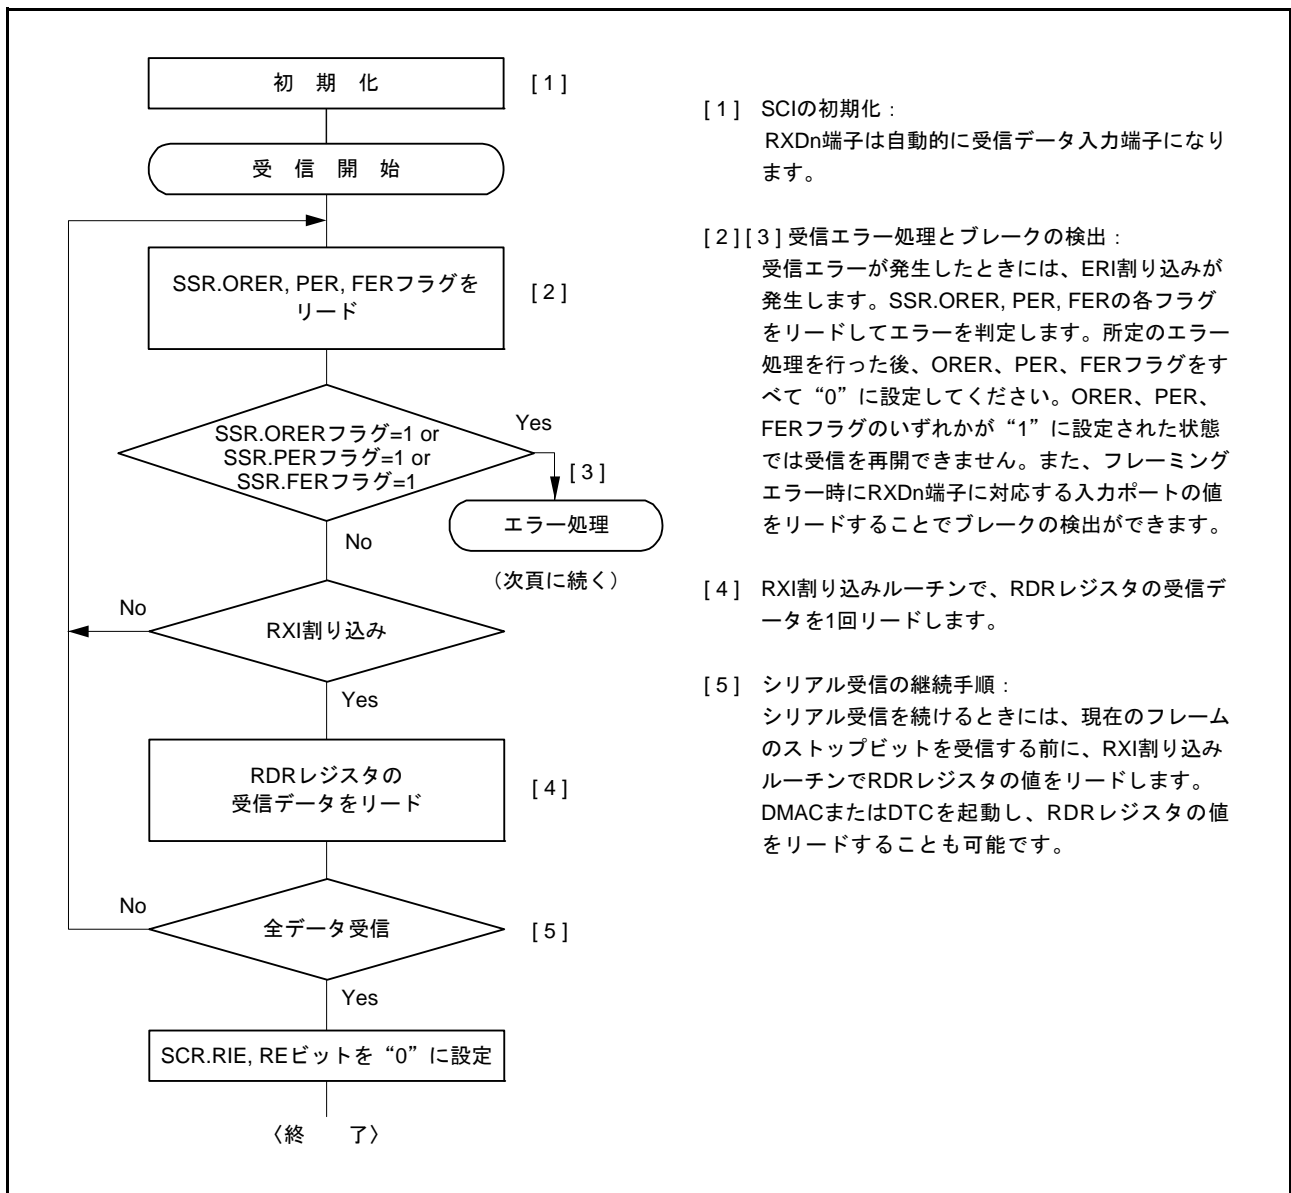 初 期 化
[ 1 ]
受 信 開 始
SSR.ORER, PER, FERフラグを
リード
[ 2 ]
SSR.ORERフラグ=1 or
SSR.PERフラグ=1 or
SSR.FERフラグ=1
Yes
[ 3 ]
エラー処理
（次頁に続く）
No
RXI割り込み
No
Yes
RDRレジスタの
受信データをリード
[ 4 ]
全データ受信
No
[ 5 ]
Yes
SCR.RIE, REビットを“0”に設定
〈終 了〉
[ 1 ] SCIの初期化：
RXDn端子は自動的に受信データ入力端子になり
ます。
[ 2 ][ 3 ] 受信エラー処理とブレークの検出：
受信エラーが発生したときには、ERI割り込みが
発生します。SSR.ORER, PER, FERの各フラグ
をリードしてエラーを判定します。所定のエラー
処理を行った後、ORER、PER、FERフラグをす
べて“0”に設定してください。ORER、PER、
FERフラグのいずれかが“1”に設定された状態
では受信を再開できません。また、フレーミング
エラー時にRXDn端子に対応する入力ポートの値
をリードすることでブレークの検出ができます。
[ 4 ] RXI割り込みルーチンで、RDRレジスタの受信デ
ータを1回リードします。
[ 5 ] シリアル受信の継続手順：
シリアル受信を続けるときには、現在のフレーム
のストップビットを受信する前に、RXI割り込み
ルーチンでRDRレジスタの値をリードします。
DMACまたはDTCを起動し、RDRレジスタの値
をリードすることも可能です。